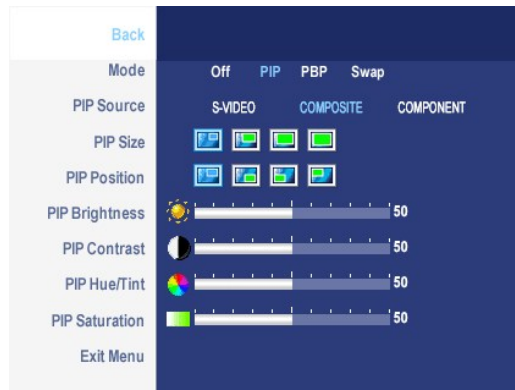 Back
Mode Off PIP PBP Swap
PIP Source S-VIDEO COMPOSITE COMPONENT
PIP Size
PIP Position
PIP Brightness 50
PIP Contrast 50
PIP Hue/Tint 50
PIP Saturation 50
Exit Menu